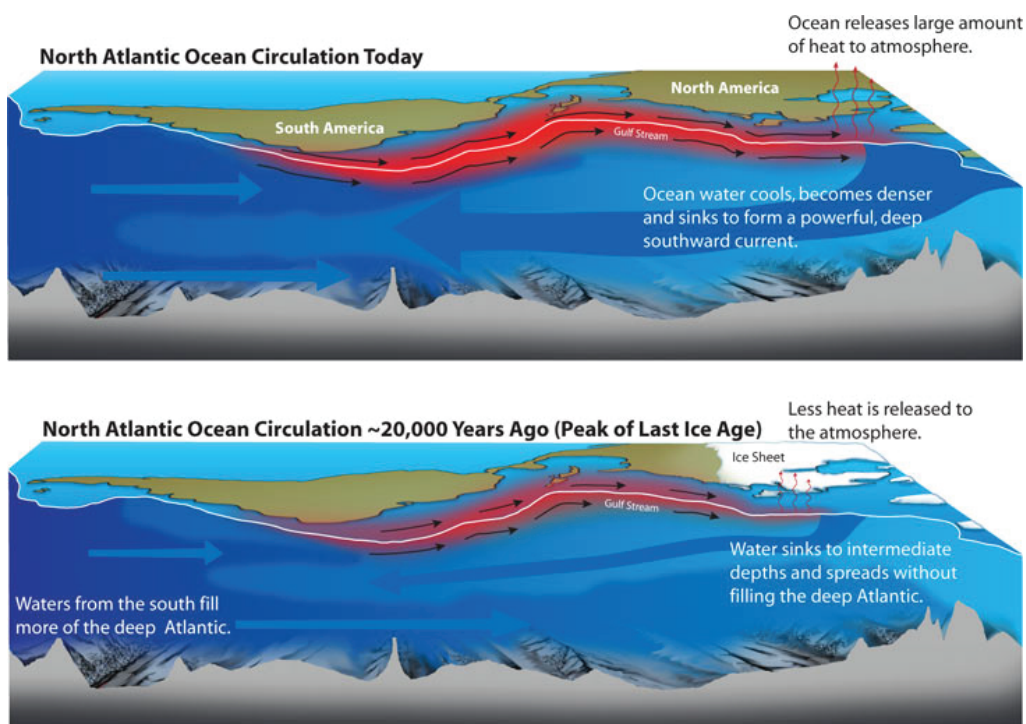 Ocean releases large amount
of heat to atmosphere.
North Atlantic Ocean Circulation Today
North America
South America
Gulf Stream
Ocean water cools, becomes denser
and sinks to form a powerful, deep
southward current.
Less heat is released to
the atmosphere.
North Atlantic Ocean Circulation ~20,000 Years Ago (Peak of Last Ice Age)
Ice Sheet
Gulf Stream
Water sinks to intermediate
depths and spreads without
filling the deep Atlantic.
Waters from the south fill
more of the deep Atlantic.